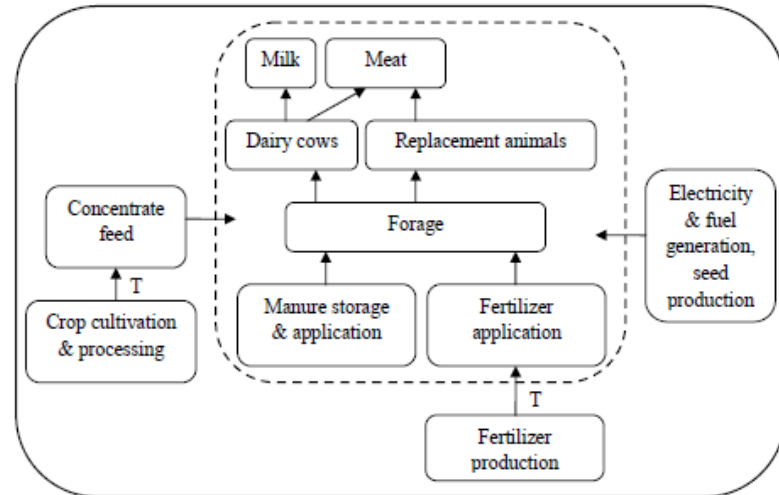 Milk
Meat
Dairy cows
Replacement animals
Concentrate
feed
Forage
Electricity
& fuel
generation,
seed
production
T
Crop cultivation
& processing
Manure storage
& application
Fertilizer
application
T
Fertilizer
production